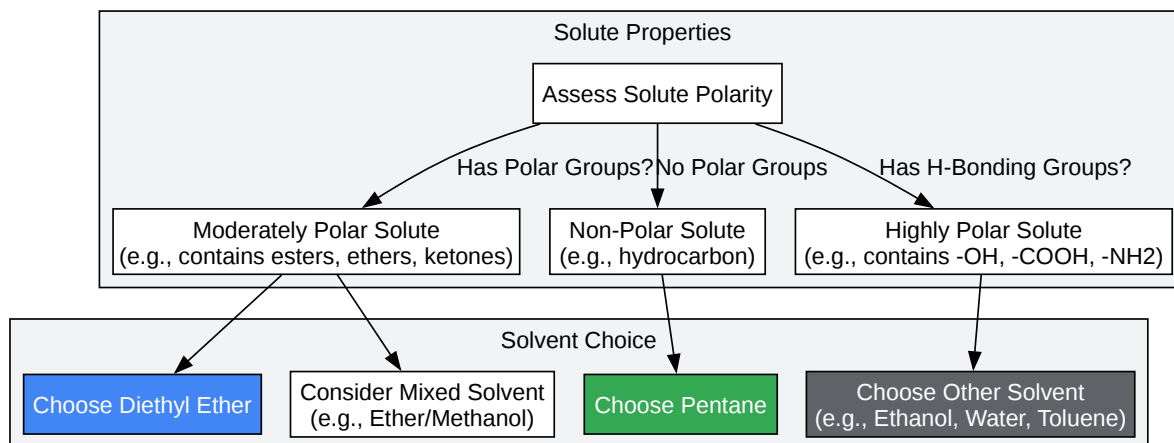 Solute Properties
Assess Solute Polarity
Has Polar Groups?
No Polar Groups
Has H-Bonding Groups?
Moderately Polar Solute
(e.g., contains esters, ethers, ketones)
Non-Polar Solute
(e.g., hydrocarbon)
Highly Polar Solute
(e.g., contains -OH, -COOH, -NH2)
Solvent Choice
Choose Diethyl Ether
Consider Mixed Solvent
(e.g., Ether/Methanol)
Choose Pentane
Choose Other Solvent
(e.g., Ethanol, Water, Toluene)